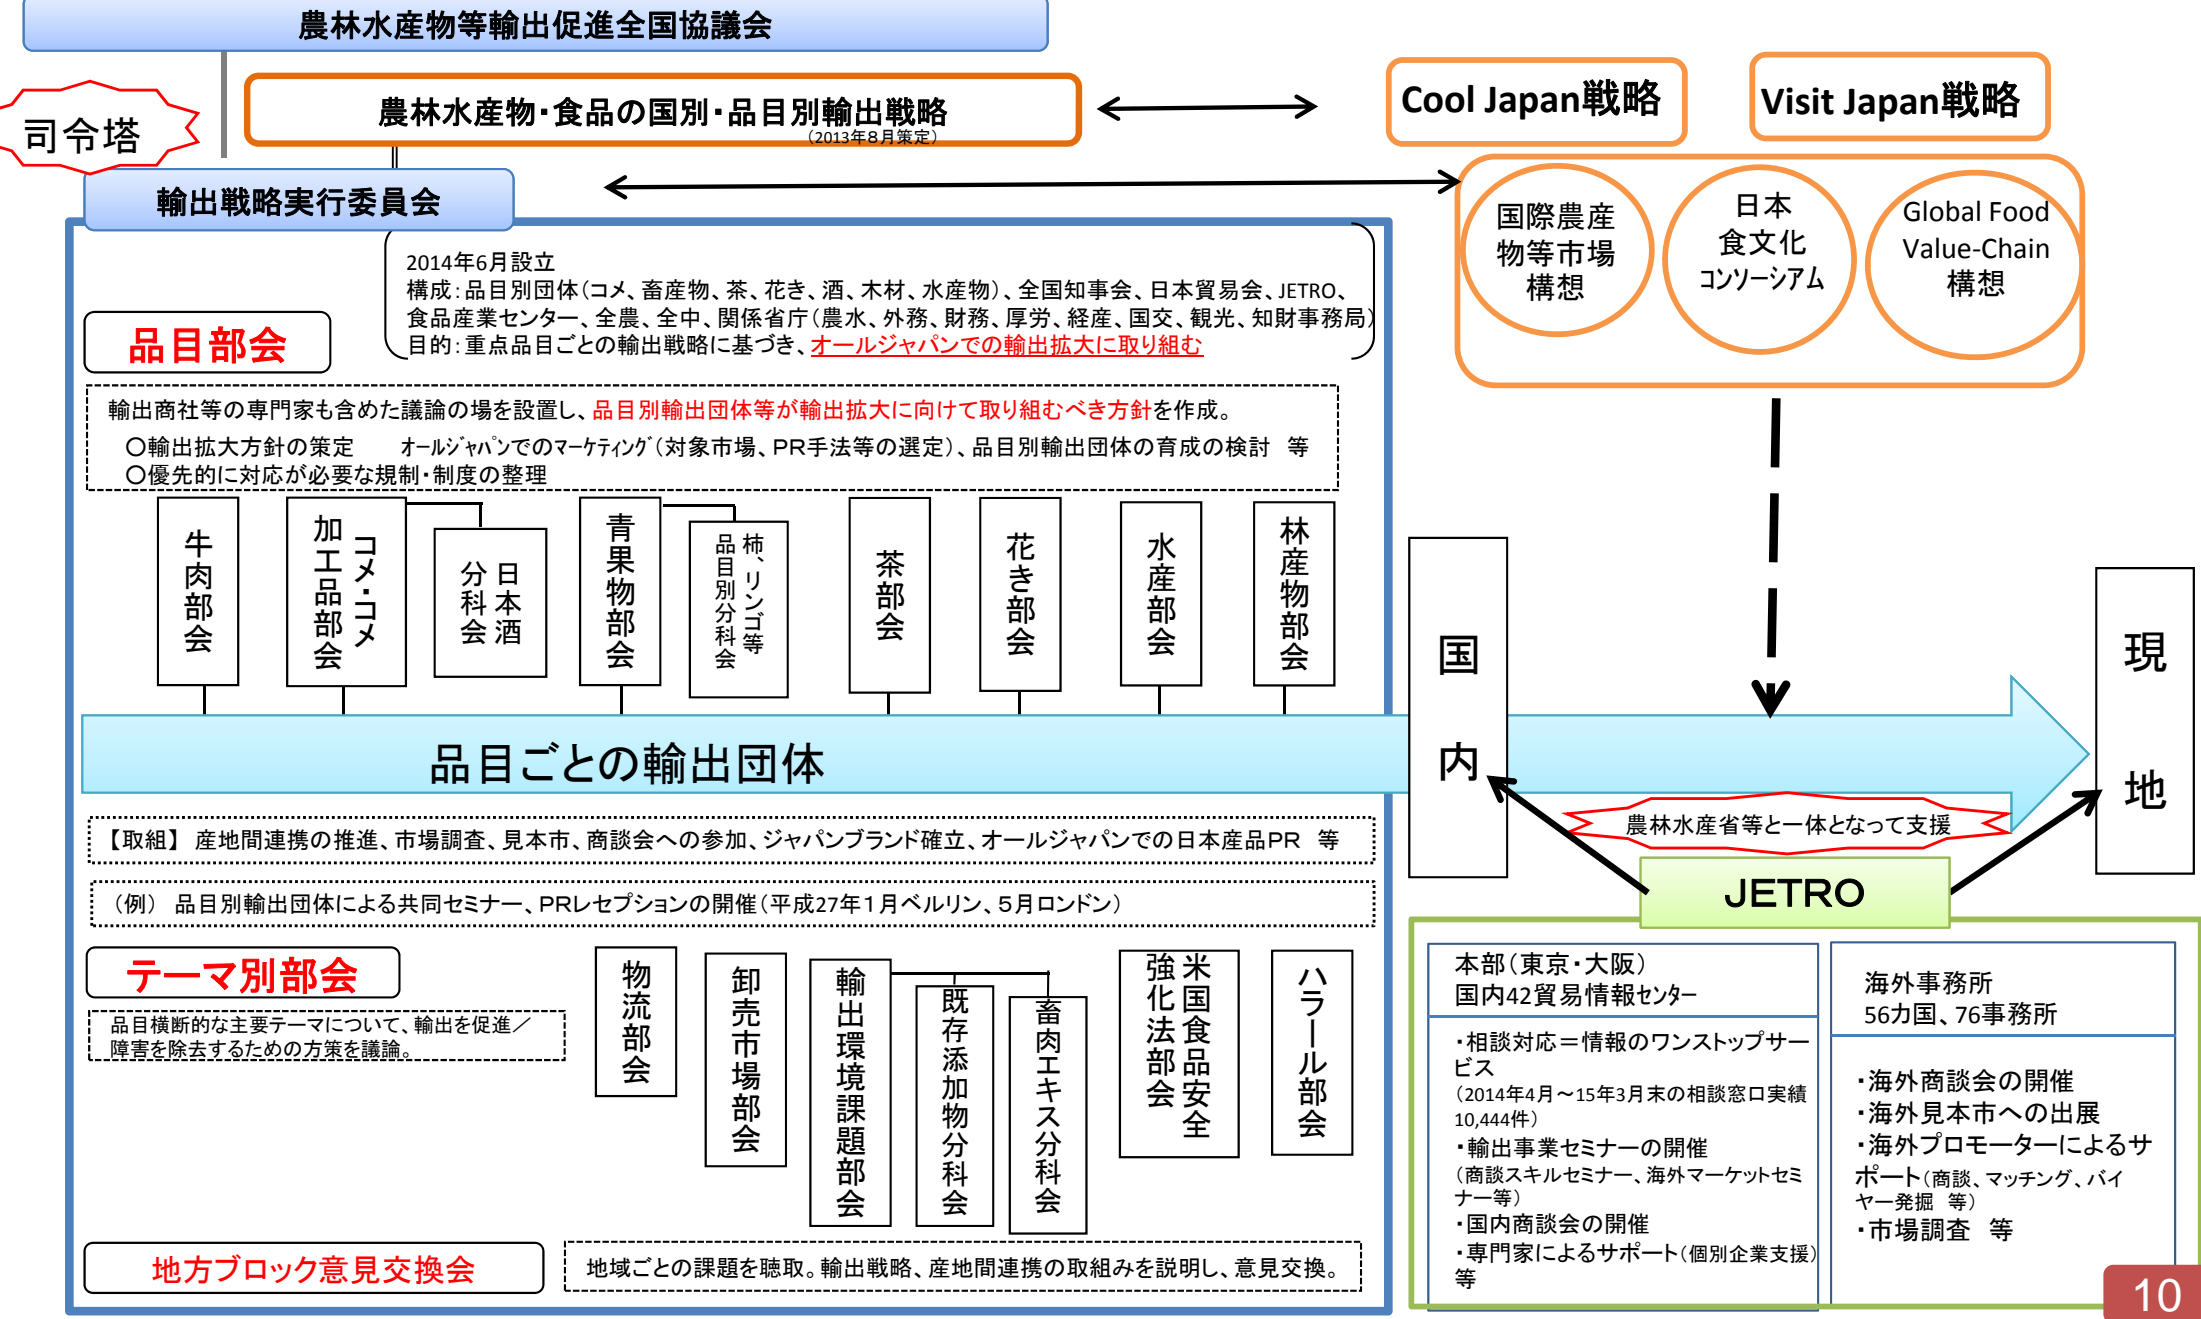 農林水産物等輸出促進全国協議会
司令塔
農林水産物・食品の国別・品目別輸出戦略
（2013年８月策定）
Cool Japan戦略
Visit Japan戦略
輸出戦略実行委員会
国際農産
物等市場
構想
日本
食文化
コンソーシアム
Global Food
Value-Chain
構想
2014年6月設立
構成：品目別団体（コメ、畜産物、茶、花き、酒、木材、水産物）、全国知事会、日本貿易会、JETRO、
食品産業センター、全農、全中、関係省庁（農水、外務、財務、厚労、経産、国交、観光、知財事務局）
目的：重点品目ごとの輸出戦略に基づき、オールジャパンでの輸出拡大に取り組む
品目部会
輸出商社等の専門家も含めた議論の場を設置し、品目別輸出団体等が輸出拡大に向けて取り組むべき方針を作成。
〇輸出拡大方針の策定　　オールジャパンでのマーケティング（対象市場、ＰＲ手法等の選定）、品目別輸出団体の育成の検討　等
〇優先的に対応が必要な規制・制度の整理
牛肉部会
コメ・コメ
加工品部会
日本酒
分科会
青果物部会
柿、リンゴ等
品目別分科会
茶部会
花き部会
水産部会
林産物部会
国内
現地
品目ごとの輸出団体
【取組】 産地間連携の推進、市場調査、見本市、商談会への参加、ジャパンブランド確立、オールジャパンでの日本産品ＰＲ　等
（例） 品目別輸出団体による共同セミナー、PRレセプションの開催（平成27年１月ベルリン、５月ロンドン）
農林水産省等と一体となって支援
JETRO
テーマ別部会
品目横断的な主要テーマについて、輸出を促進／
障害を除去するための方策を議論。
物流部会
卸売市場部会
輸出環境課題部会
既存添加物分科会
畜肉エキス分科会
米国食品安全
強化法部会
ハラール部会
地方ブロック意見交換会
地域ごとの課題を聴取。輸出戦略、産地間連携の取組みを説明し、意見交換。
本部（東京・大阪）
国内42貿易情報センター
・相談対応＝情報のワンストップサー
ビス
（2014年4月～15年3月末の相談窓口実績
10,444件）
・輸出事業セミナーの開催
（商談スキルセミナー、海外マーケットセミ
ナー等）
・国内商談会の開催
・専門家によるサポート（個別企業支援）
等
海外事務所
56カ国、76事務所
・海外商談会の開催
・海外見本市への出展
・海外プロモーターによるサ
ポート（商談、マッチング、バイ
ヤー発掘　等）
・市場調査　等
10